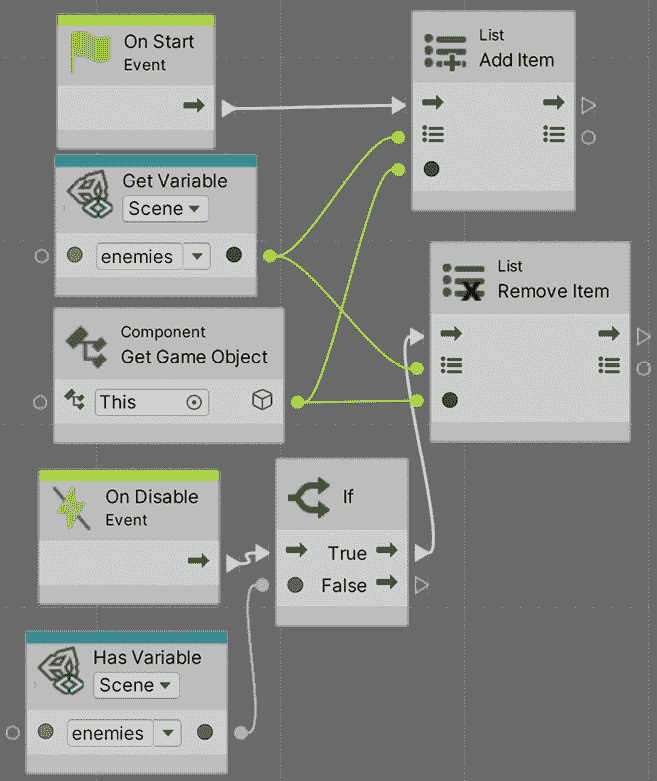 On Start
Event
List
Add Item
Get Variable
Scene
enemies
List
Remove Item
Component
Get Game Object
This
On Disable
Event
If
True
False
Has Variable
Scene
enemies